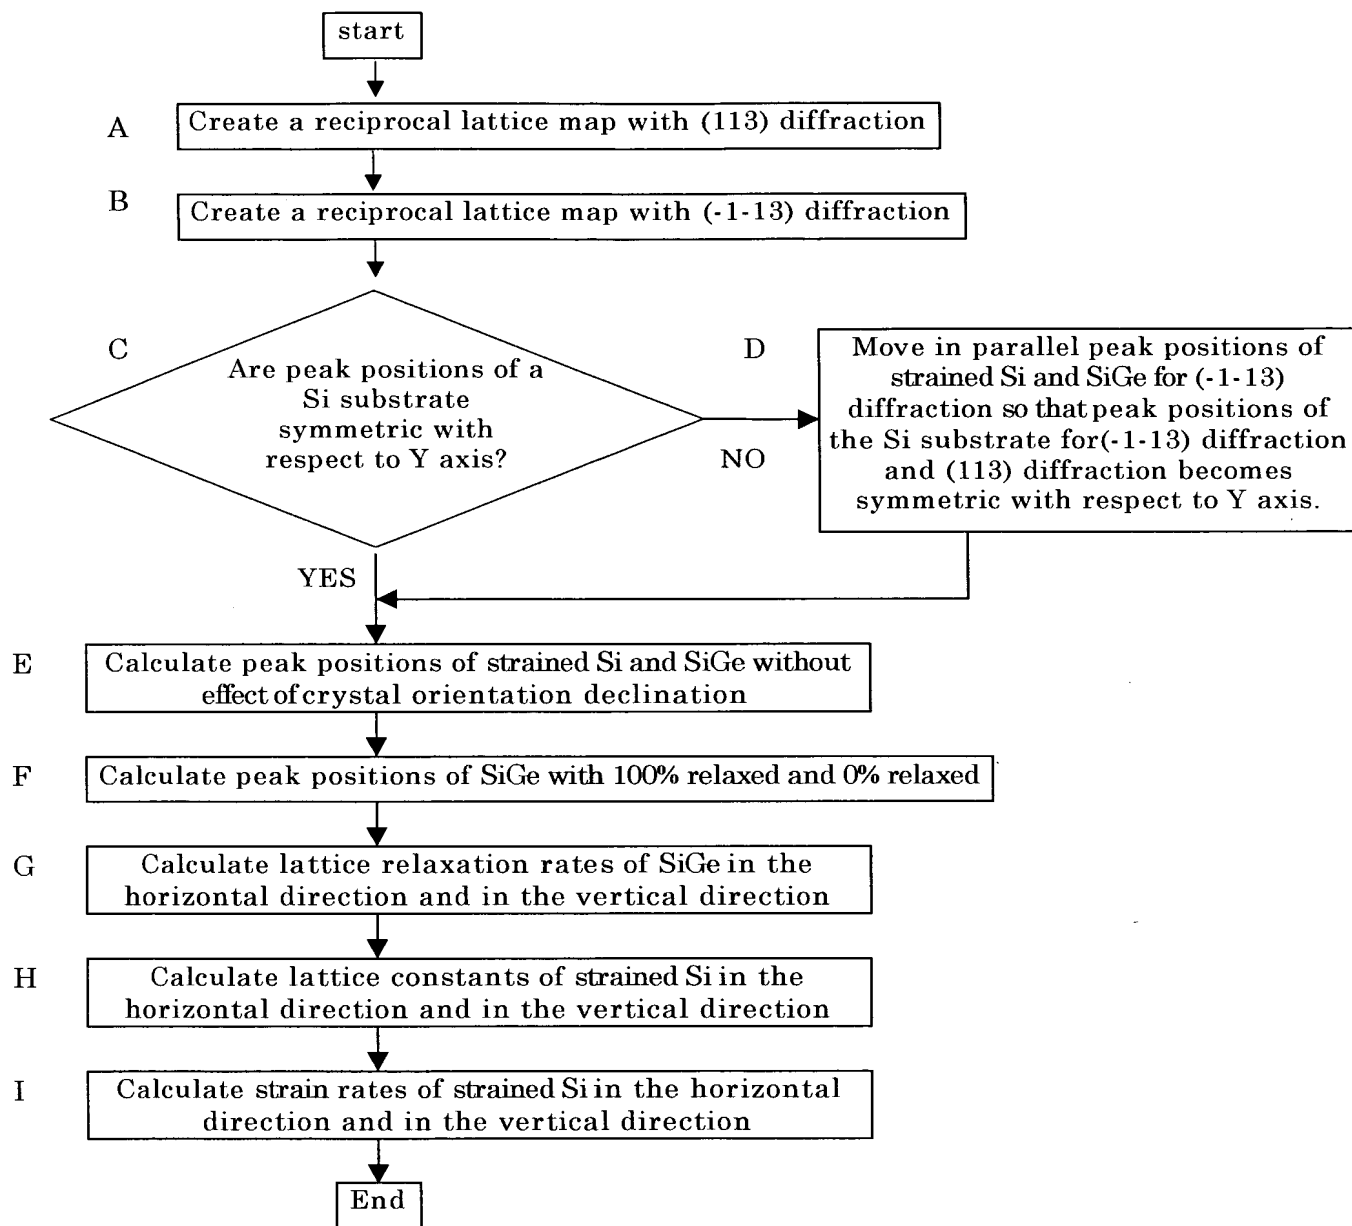 start
A
Create a reciprocal lattice map with (113) diffraction
B
Create a reciprocal lattice map with (-1-13) diffraction
C
Are peak positions of a
Si substrate
symmetric with
respect to Y axis?
NO
YES
D
Move in parallel peak positions of
strained Si and SiGe for (-1-13)
diffraction so that peak positions of
the Si substrate for(-1-13) diffraction
and (113) diffraction becomes
symmetric with respect to Y axis.
E
Calculate peak positions of strained Si and SiGe without
effect of crystal orientation declination
F
Calculate peak positions of SiGe with 100% relaxed and 0% relaxed
G
Calculate lattice relaxation rates of SiGe in the
horizontal direction and in the vertical direction
H
Calculate lattice constants of strained Si in the
horizontal direction and in the vertical direction
I
Calculate strain rates of strained Si in the horizontal
direction and in the vertical direction
End